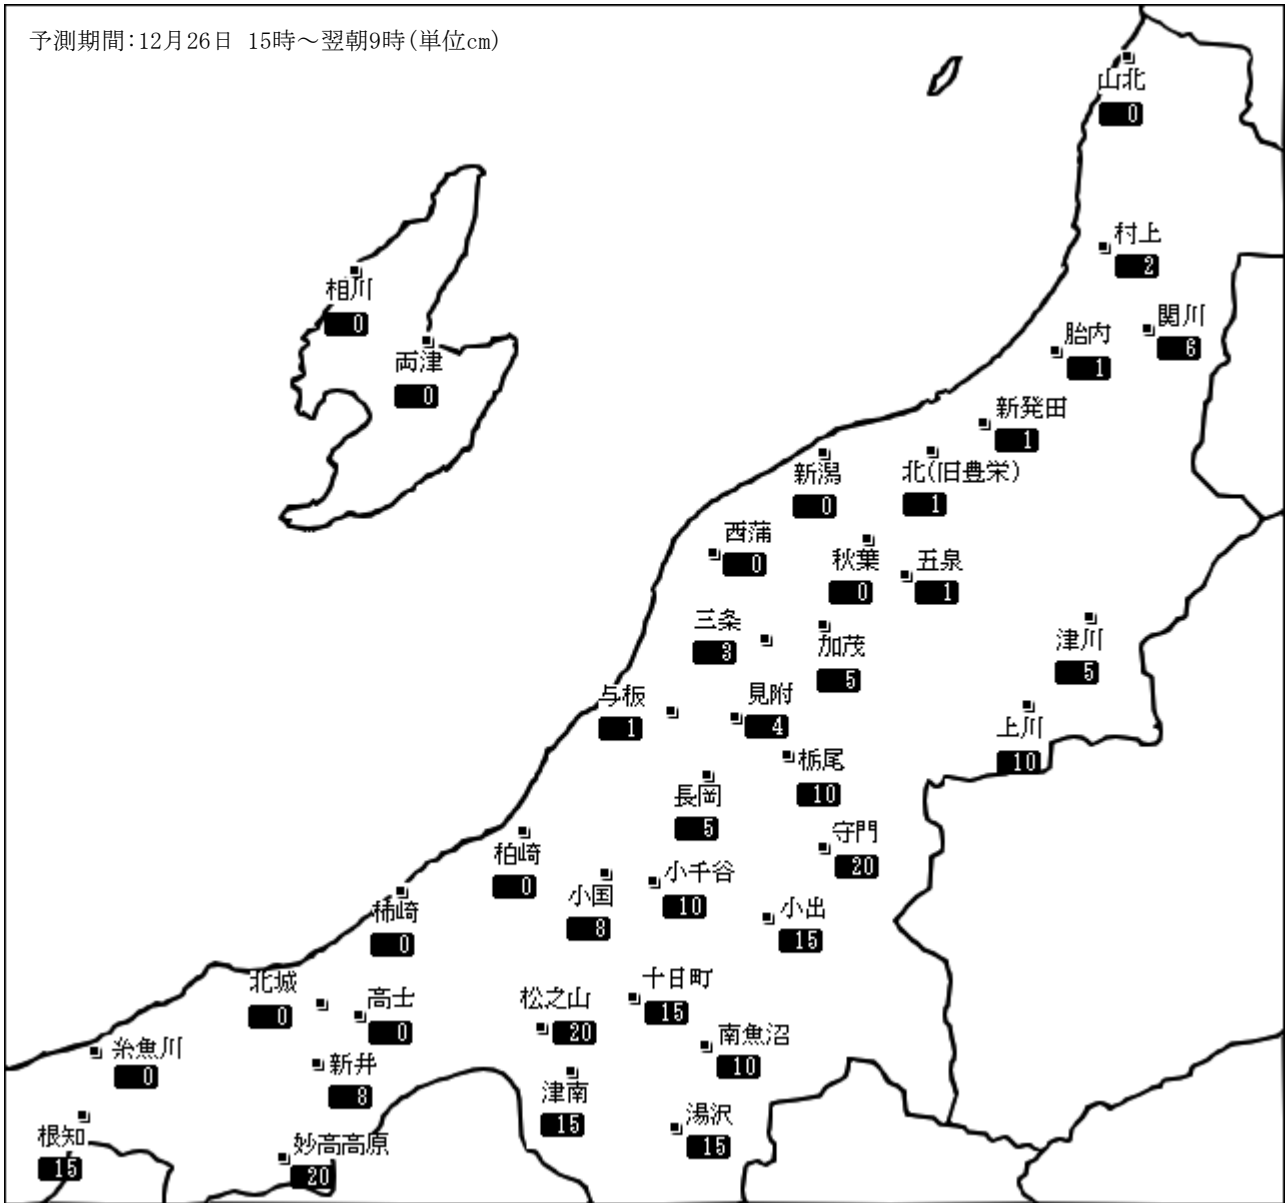 予測期間:12月26日 15時～翌朝9時(単位cm)
山北
0
村上
2
相川
0
関川
6
胎内
1
両津
0
新発田
1
新潟
0
北(旧豊栄)
1
西蒲
0
秋葉
0
五泉
1
三条
3
加茂
5
津川
5
与板
1
見附
4
上川
10
栃尾
10
長岡
5
守門
20
柏崎
0
小国
8
小千谷
10
小出
15
柿崎
0
北城
0
高士
0
松之山
20
十日町
15
南魚沼
10
糸魚川
0
新井
8
津南
15
湯沢
15
根知
15
妙高高原
20